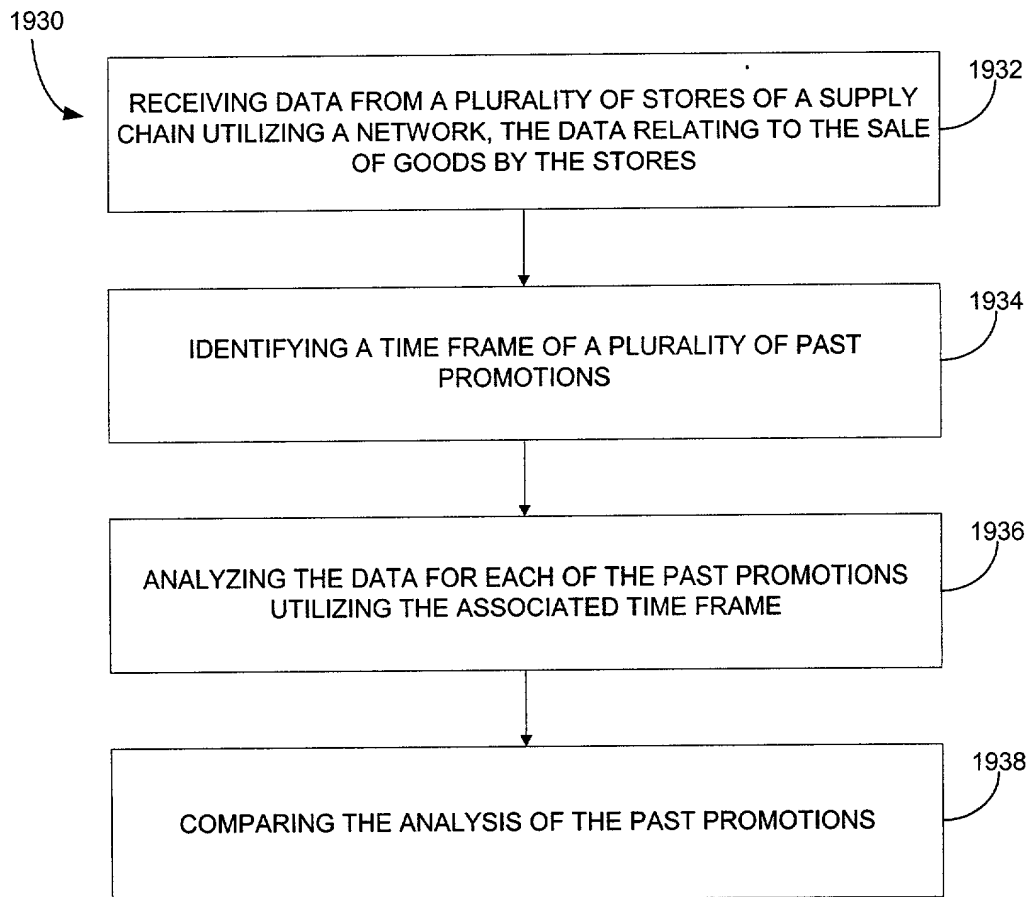 1930
1932
RECEIVING DATA FROM A PLURALITY OF STORES OF A SUPPLY
CHAIN UTILIZING A NETWORK, THE DATA RELATING TO THE SALE
OF GOODS BY THE STORES
1934
IDENTIFYING A TIME FRAME OF A PLURALITY OF PAST
PROMOTIONS
1936
ANALYZING THE DATA FOR EACH OF THE PAST PROMOTIONS
UTILIZING THE ASSOCIATED TIME FRAME
1938
COMPARING THE ANALYSIS OF THE PAST PROMOTIONS